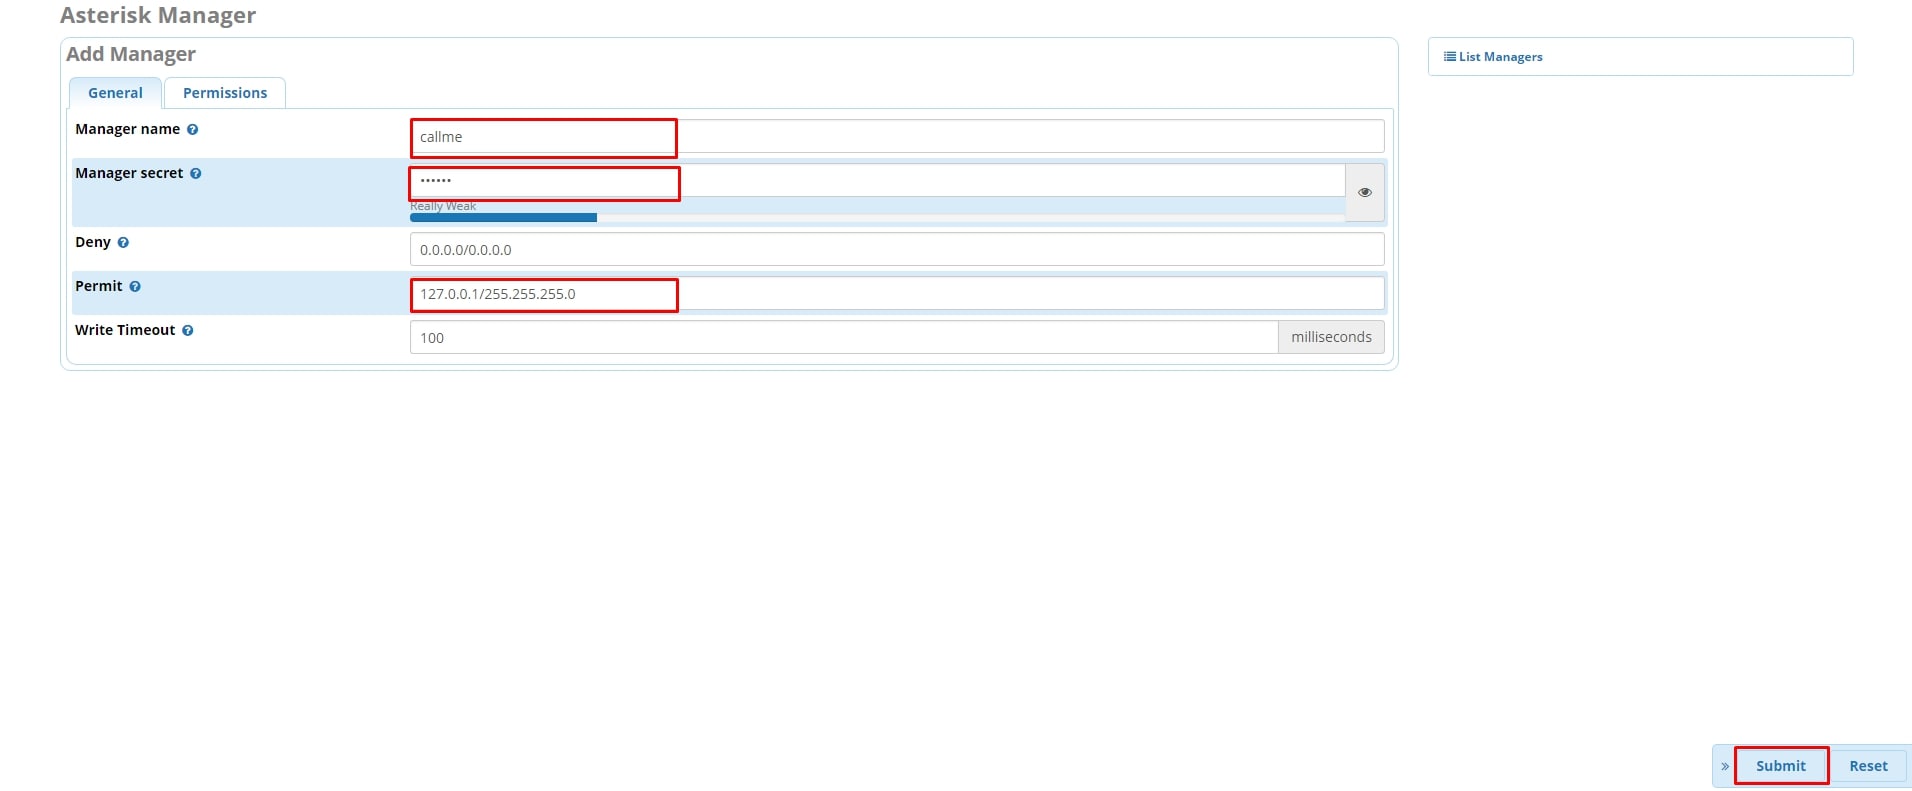 Asterisk Manager
Add Manager
List Managers
General
Permissions
Manager name
callme
Manager secret
••••••
Really Weak
Deny
0.0.0.0/0.0.0.0
Permit
127.0.0.1/255.255.255.0
Write Timeout
100
milliseconds
» Submit Reset